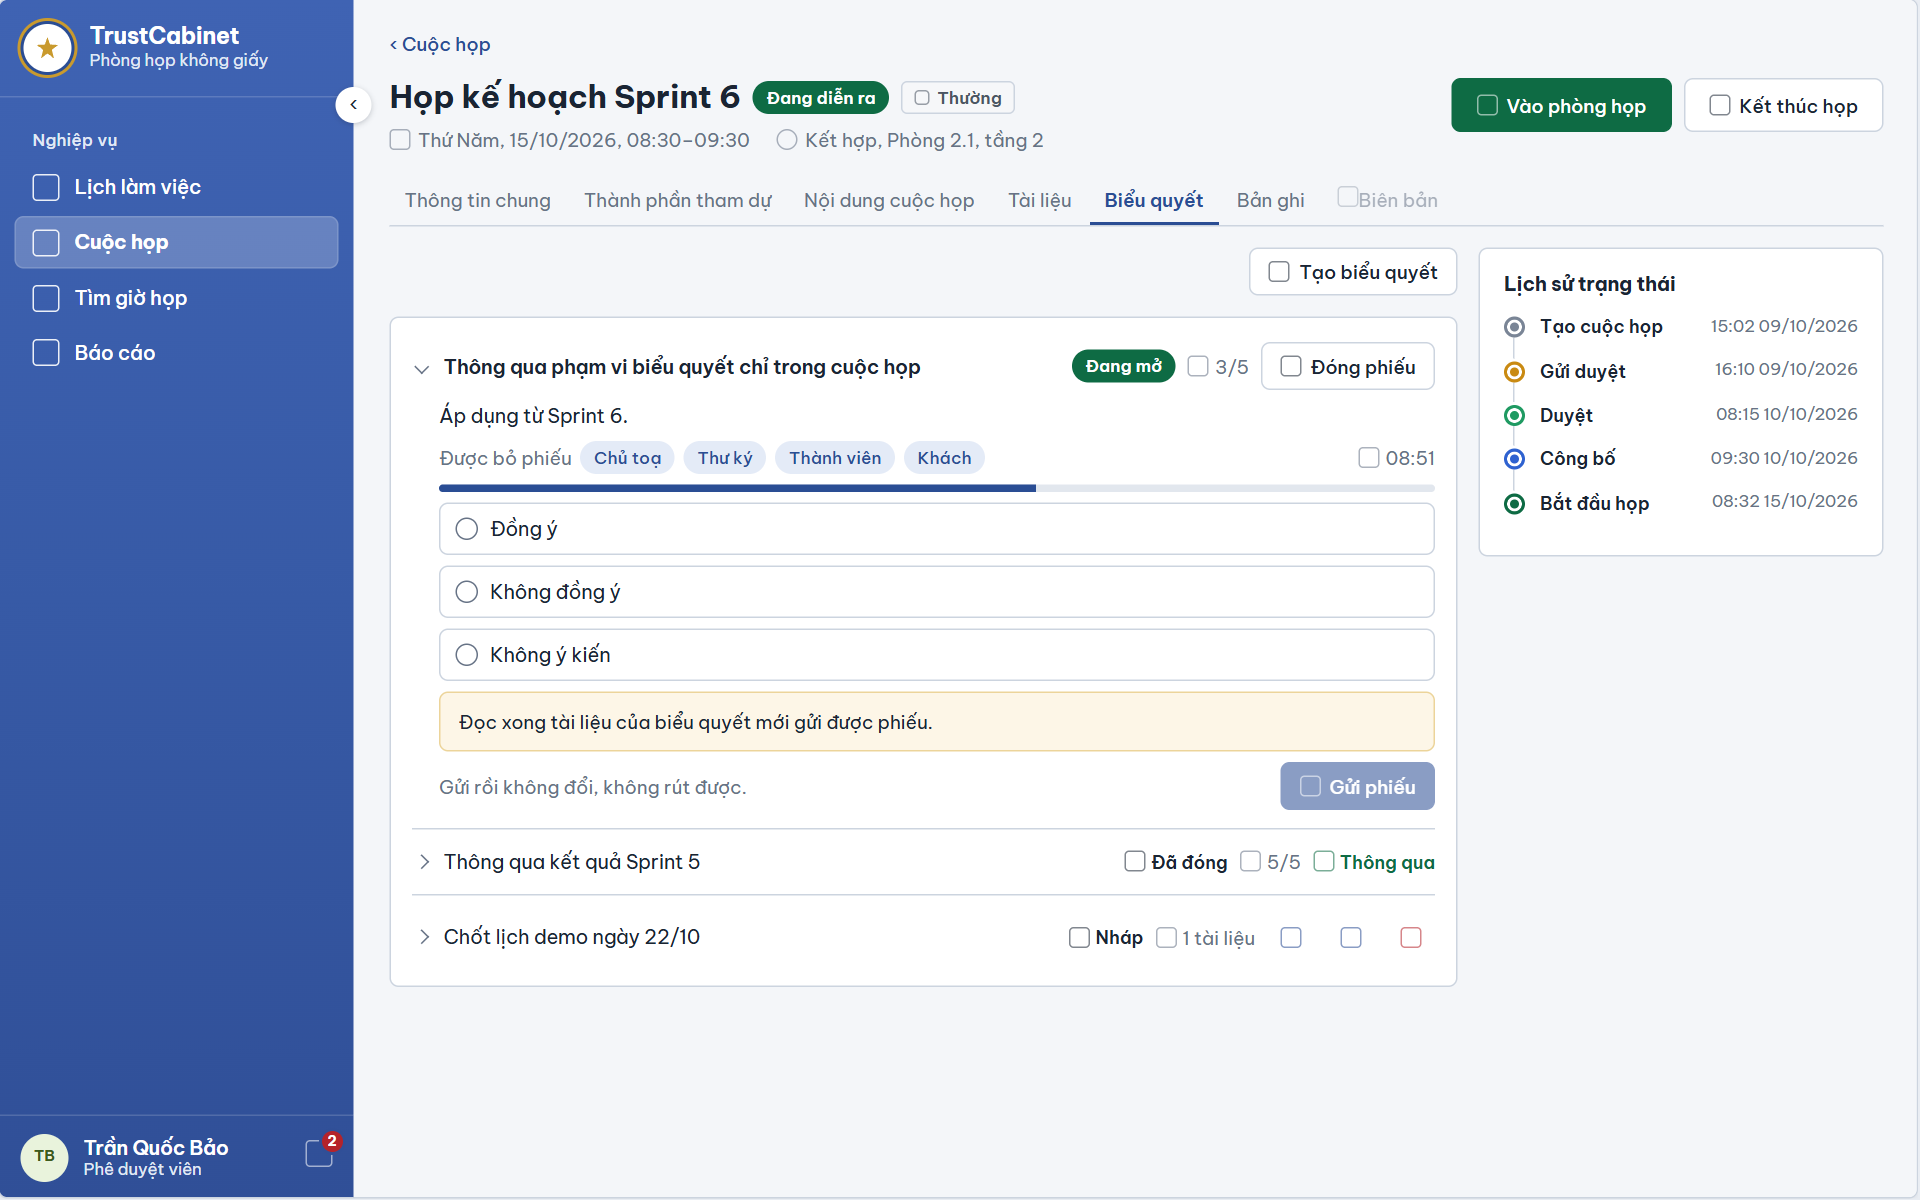 TrustCabinet
Phòng họp không giấy
Nghiệp vụ
Lịch làm việc
Cuộc họp
Tìm giờ họp
Báo cáo
TB
Trần Quốc Bảo
Phê duyệt viên
2
‹ Cuộc họp
Họp kế hoạch Sprint 6
Đang diễn ra
Thường
Thứ Năm, 15/10/2026, 08:30–09:30
Kết hợp, Phòng 2.1, tầng 2
Vào phòng họp
Kết thúc họp
Thông tin chung
Thành phần tham dự
Nội dung cuộc họp
Tài liệu
Biểu quyết
Bản ghi
Biên bản
Tạo biểu quyết
Thông qua phạm vi biểu quyết chỉ trong cuộc họp
Đang mở
3/5
Đóng phiếu
Áp dụng từ Sprint 6.
Được bỏ phiếu
Chủ toạ
Thư ký
Thành viên
Khách
08:51
Đồng ý
Không đồng ý
Không ý kiến
Đọc xong tài liệu của biểu quyết mới gửi được phiếu.
Gửi rồi không đổi, không rút được.
Gửi phiếu
Thông qua kết quả Sprint 5
Đã đóng
5/5
Thông qua
Chốt lịch demo ngày 22/10
Nháp
1 tài liệu
Lịch sử trạng thái
Tạo cuộc họp 15:02 09/10/2026
Gửi duyệt 16:10 09/10/2026
Duyệt 08:15 10/10/2026
Công bố 09:30 10/10/2026
Bắt đầu họp 08:32 15/10/2026